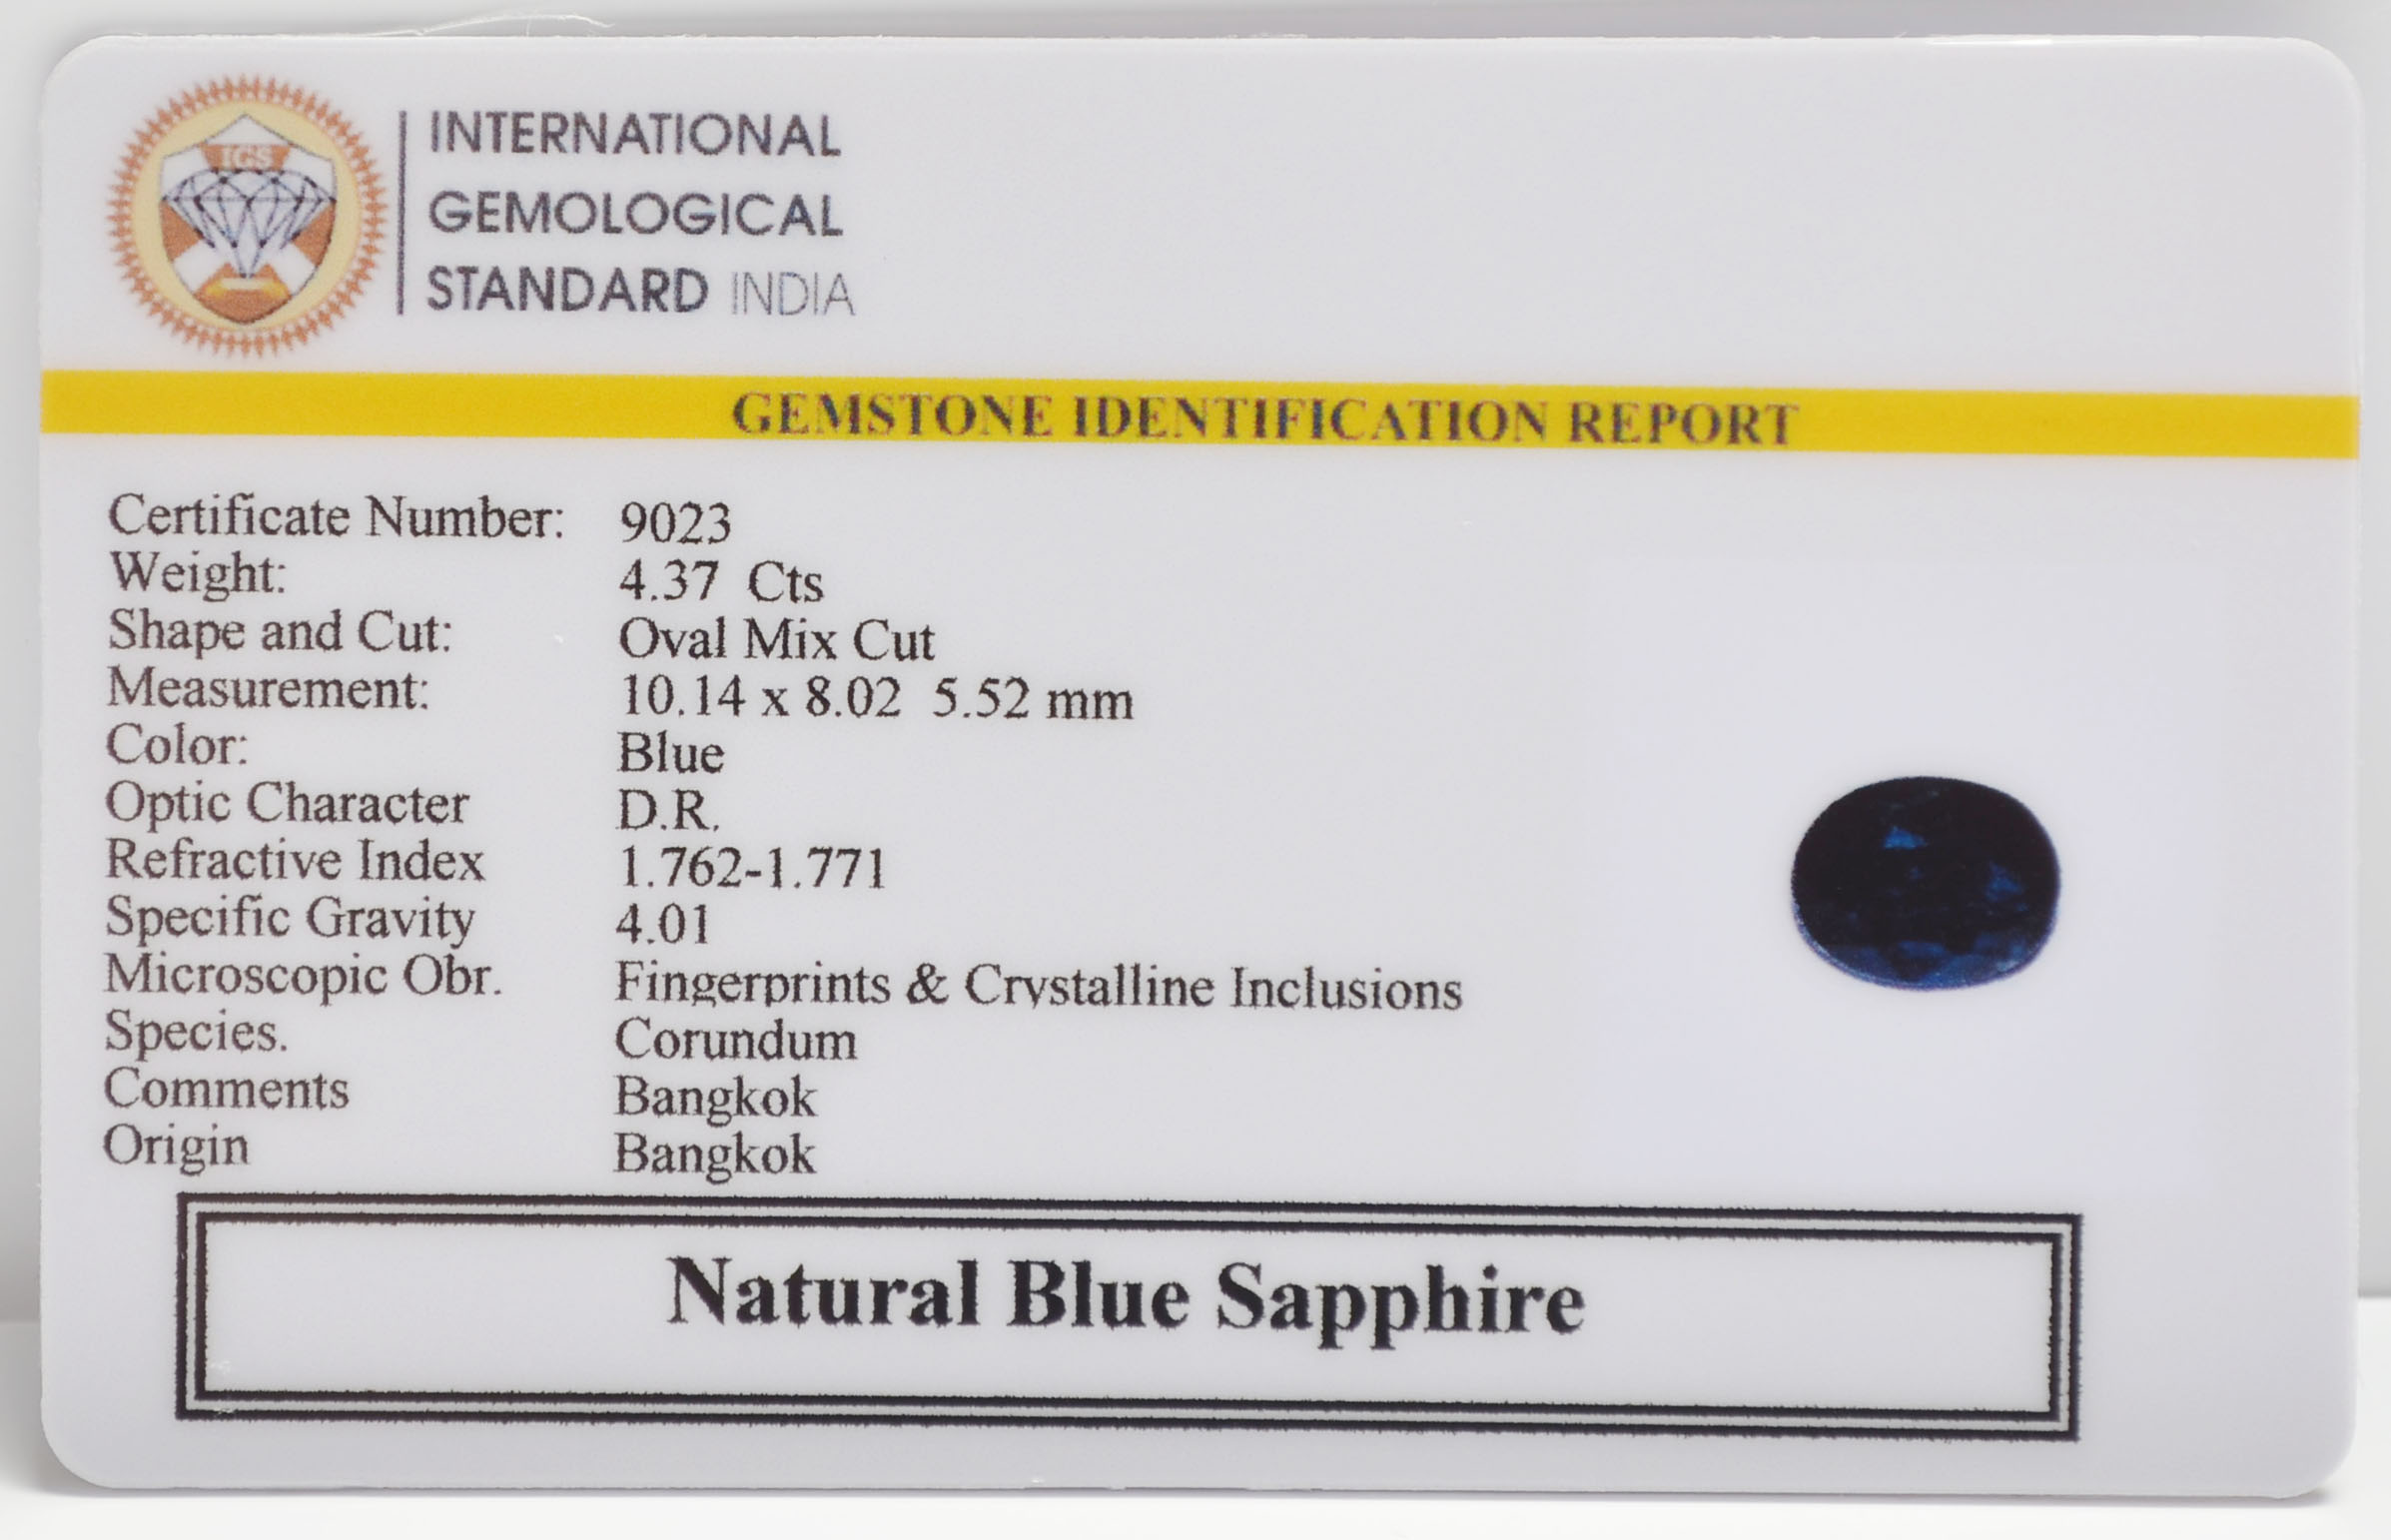 IGS
INTERNATIONAL
GEMOLOGICAL
STANDARD INDIA
GEMSTONE IDENTIFICATION REPORT
Certificate Number: 9023
Weight: 4.37 Cts
Shape and Cut: Oval Mix Cut
Measurement: 10.14 x 8.02 5.52 mm
Color: Blue
Optic Character D.R.
Refractive Index 1.762-1.771
Specific Gravity 4.01
Microscopic Obr. Fingerprints & Crystalline Inclusions
Species. Corundum
Comments Bangkok
Origin Bangkok
Natural Blue Sapphire